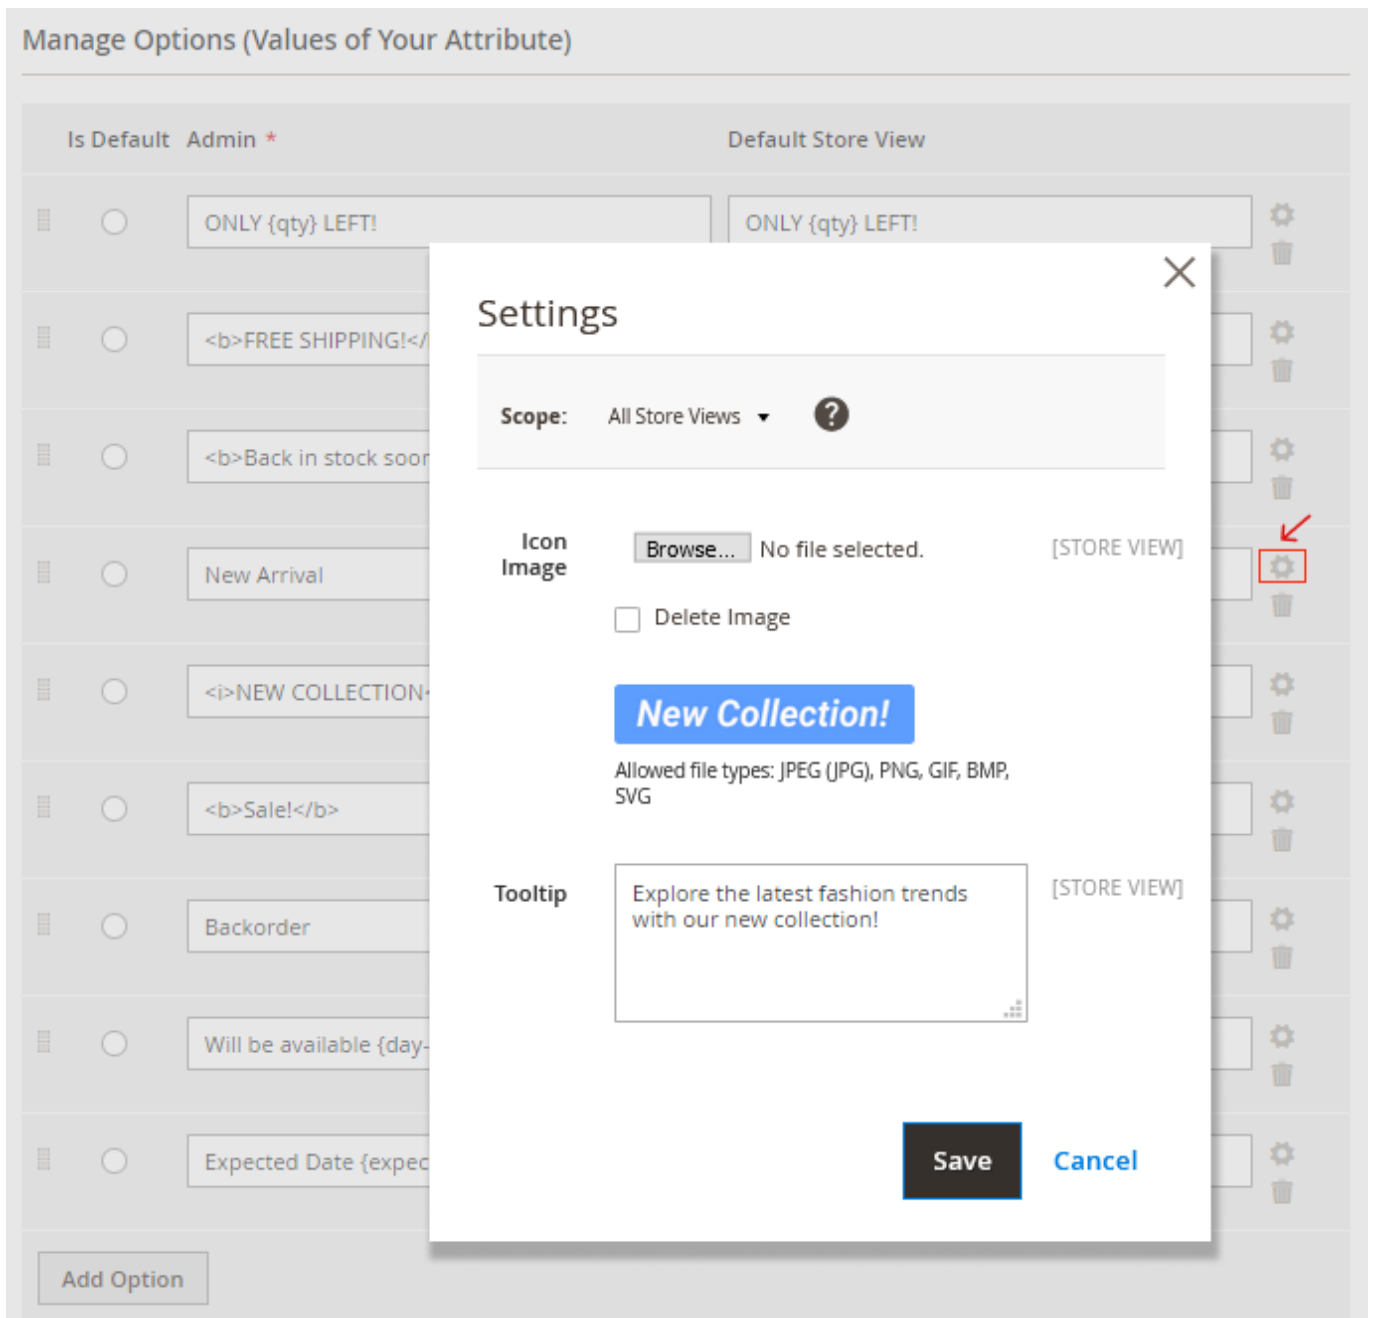 Manage Options (Values of Your Attribute)
Is Default Admin * Default Store View
ONLY {qty} LEFT! ONLY {qty} LEFT!
<b>FREE SHIPPING!</
<b>Back in stock soon
New Arrival
<i>NEW COLLECTION<
<b>Sale!</b>
Backorder
Will be available {day-
Expected Date {expec
Add Option
Settings
Scope: All Store Views ?
Icon
Image
Browse... No file selected. [STORE VIEW]
Delete Image
New Collection!
Allowed file types: JPEG (JPG), PNG, GIF, BMP,
SVG
Tooltip
Explore the latest fashion trends
with our new collection!
[STORE VIEW]
Save Cancel